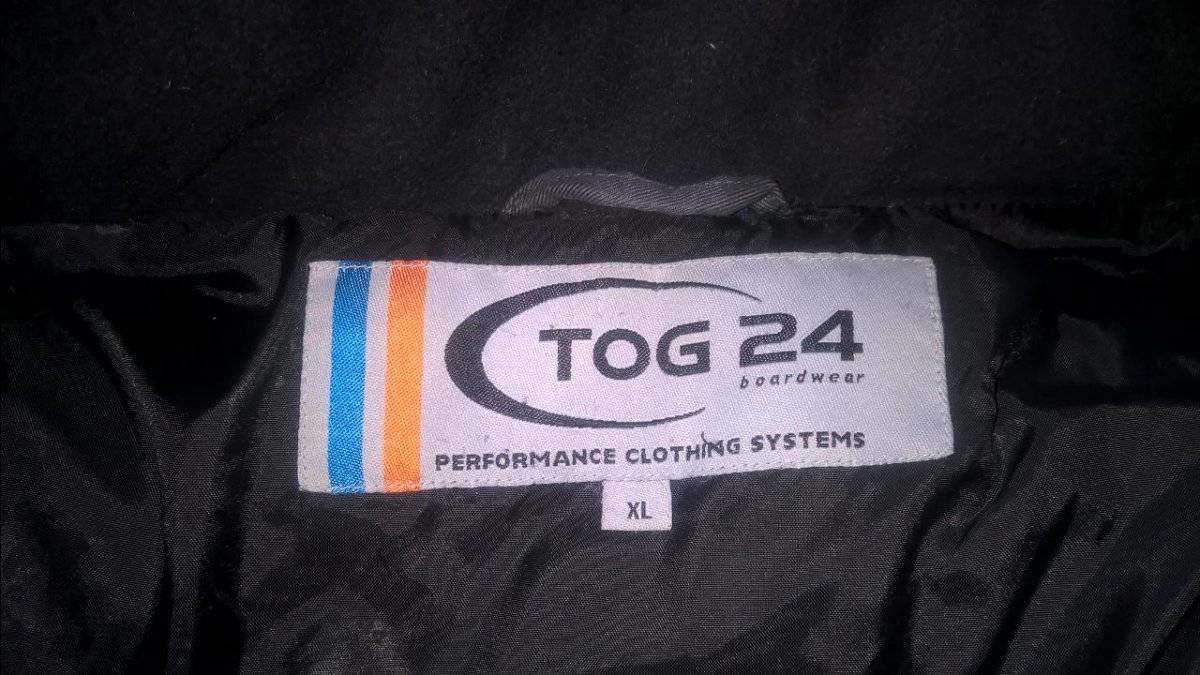 TOG 24
boardwear
PERFORMANCE CLOTHING SYSTEMS
XL